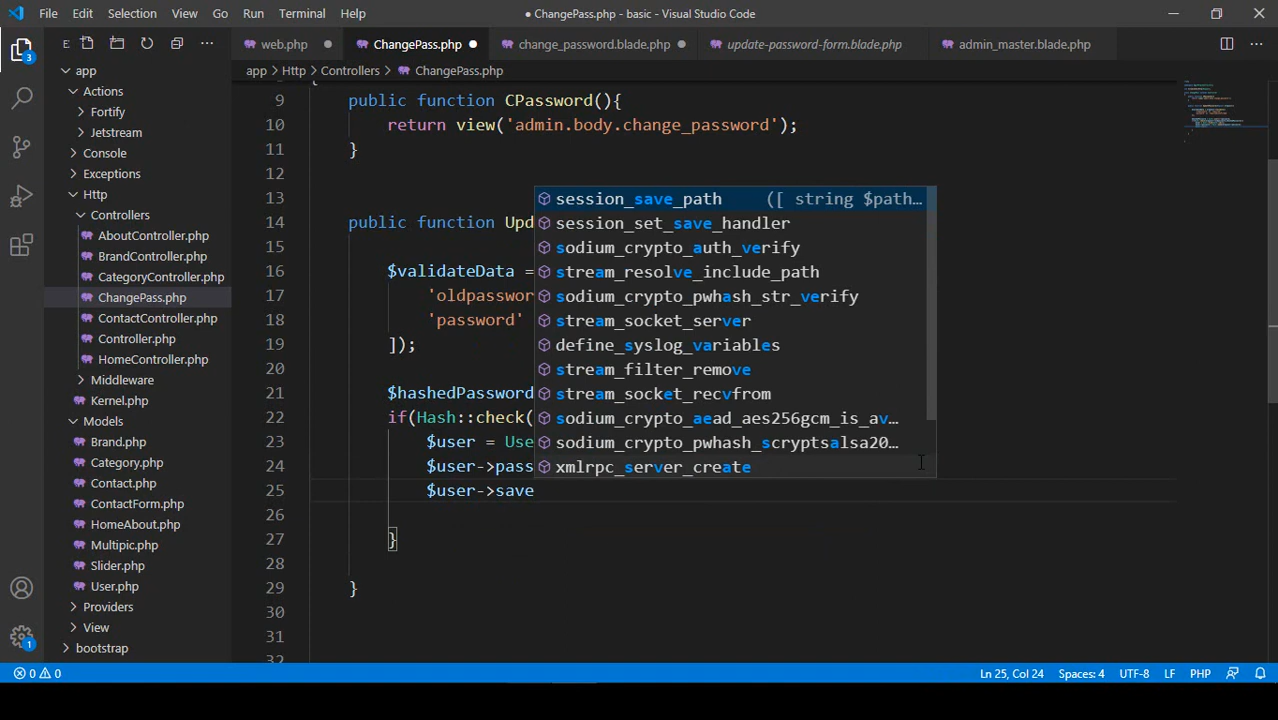 File Edit Selection View Go Run Terminal Help
● ChangePass.php - basic - Visual Studio Code
E
web.php
ChangePass.php
change_password.blade.php
update-password-form.blade.php
admin_master.blade.php
app > Http > Controllers > ChangePass.php
3
app
Actions
Fortify
Jetstream
Console
Exceptions
Http
Controllers
AboutController.php
BrandController.php
CategoryController.php
ChangePass.php
ContactController.php
Controller.php
HomeController.php
Middleware
Kernel.php
Models
Brand.php
Category.php
Contact.php
ContactForm.php
HomeAbout.php
Multipic.php
Slider.php
User.php
Providers
View
bootstrap
1
9 public function CPassword(){
10 return view('admin.body.change_password');
11 }
12
13
14 public function Upd
15
16 $validateData =
17 'oldpasswor
18 'password'
19 ]);
20
21 $hashedPassword
22 if(Hash::check(
23 $user = Use
24 $user->pass
25 $user->save
26
27 }
28
29 }
30
31
32
session_save_path ([ string $path…
session_set_save_handler
sodium_crypto_auth_verify
stream_resolve_include_path
sodium_crypto_pwhash_str_verify
stream_socket_server
define_syslog_variables
stream_filter_remove
stream_socket_recvfrom
sodium_crypto_aead_aes256gcm_is_av…
sodium_crypto_pwhash_scryptsalsa20…
xmlrpc_server_create
0 0
Ln 25, Col 24 Spaces: 4 UTF-8 LF PHP